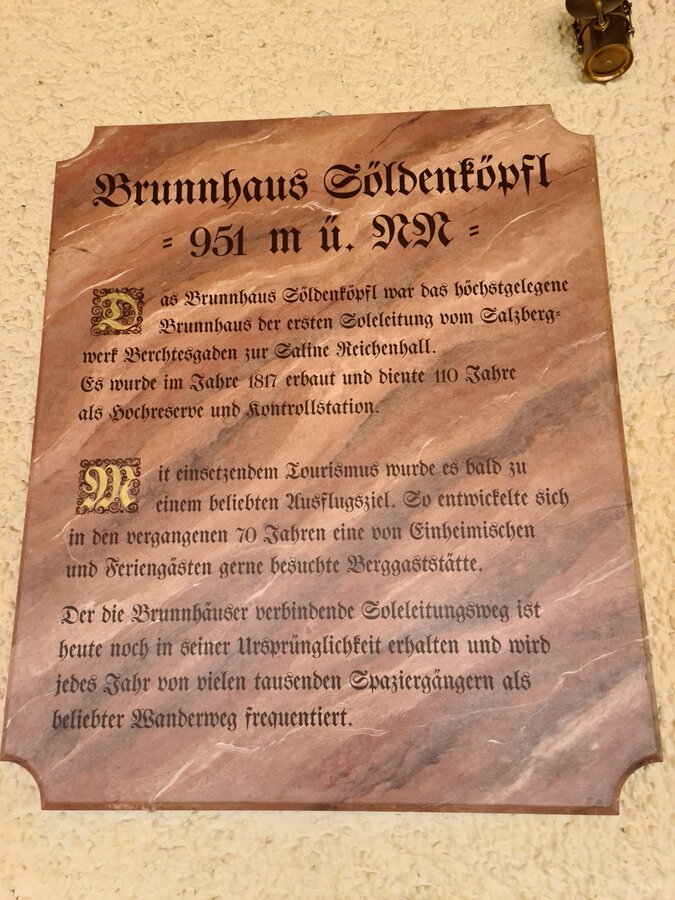 Brunnhaus Söldenköpfl
= 951 m ü. NN =
Das Brunnhaus Söldenköpfl war das höchstgelegene
Brunnhaus der ersten Soleleitung vom Salzberg=
werk Berchtesgaden zur Saline Reichenhall.
Es wurde im Jahre 1817 erbaut und diente 110 Jahre
als Hochreserve und Kontrollstation.
Mit einsetzendem Tourismus wurde es bald zu
einem beliebten Ausflugsziel. So entwickelte sich
in den vergangenen 70 Jahren eine von Einheimischen
und Feriengästen gerne besuchte Berggaststätte.
Der die Brunnhäuser verbindende Soleleitungsweg ist
heute noch in seiner Ursprünglichkeit erhalten und wird
jedes Jahr von vielen tausenden Spaziergängern als
beliebter Wanderweg frequentiert.